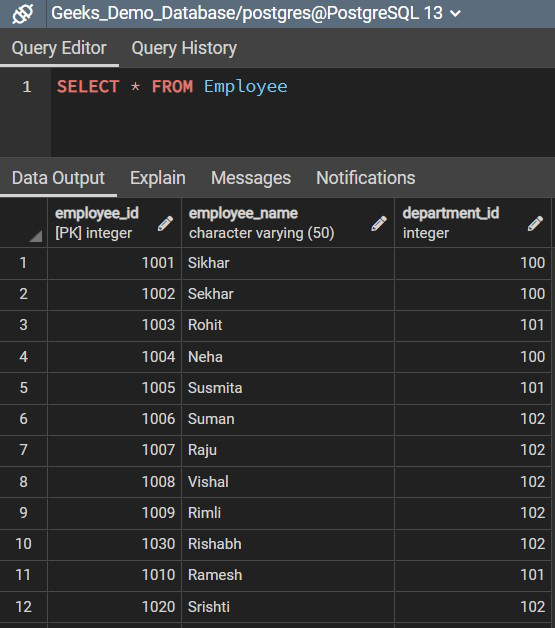 Geeks_Demo_Database/postgres@PostgreSQL 13
Query Editor Query History
1 SELECT * FROM Employee
Data Output Explain Messages Notifications
employee_id employee_name department_id
[PK] integer character varying (50) integer
1 1001 Sikhar 100
2 1002 Sekhar 100
3 1003 Rohit 101
4 1004 Neha 100
5 1005 Susmita 101
6 1006 Suman 102
7 1007 Raju 102
8 1008 Vishal 102
9 1009 Rimli 102
10 1030 Rishabh 102
11 1010 Ramesh 101
12 1020 Srishti 102